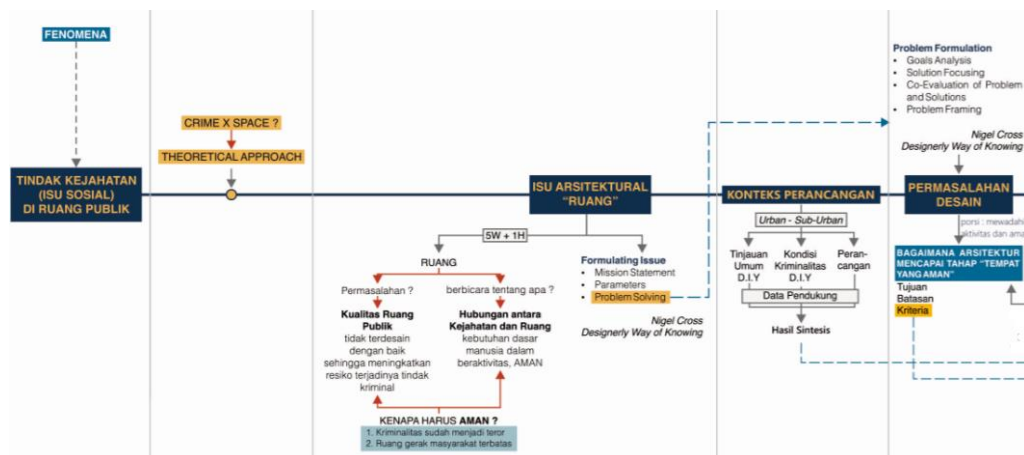 FENOMENA
TINDAK KEJAHATAN
(ISU SOSIAL)
DI RUANG PUBLIK
CRIME X SPACE ?
THEORETICAL APPROACH
ISU ARSITEKTURAL
“RUANG”
5W + 1H
RUANG
Permasalahan ?
Kualitas Ruang
Publik
tidak terdesain
dengan baik
sehingga meningkatkan
resiko terjadinya tindak
kriminal
berbicara tentang apa ?
Hubungan antara
Kejahatan dan Ruang
kebutuhan dasar
manusia dalam
beraktivitas, AMAN
KENAPA HARUS AMAN ?
1. Kriminalitas sudah menjadi teror
2. Ruang gerak masyarakat terbatas
Formulating Issue
• Mission Statement
• Parameters
• Problem Solving
Nigel Cross
Designerly Way of Knowing
KONTEKS PERANCANGAN
Urban - Sub-Urban
Tinjauan
Umum
D.I.Y
Kondisi
Kriminalitas
D.I.Y
Peran-
cangan
Data Pendukung
Hasil Sintesis
Problem Formulation
• Goals Analysis
• Solution Focusing
• Co-Evaluation of Problem
and Solutions
• Problem Framing
Nigel Cross
Designerly Way of Knowing
PERMASALAHAN
DESAIN
porsi : mewadahi
aktivitas dan ama
BAGAIMANA ARSITEKTUR
MENCAPAI TAHAP “TEMPAT
YANG AMAN”
Tujuan
Batasan
Kriteria